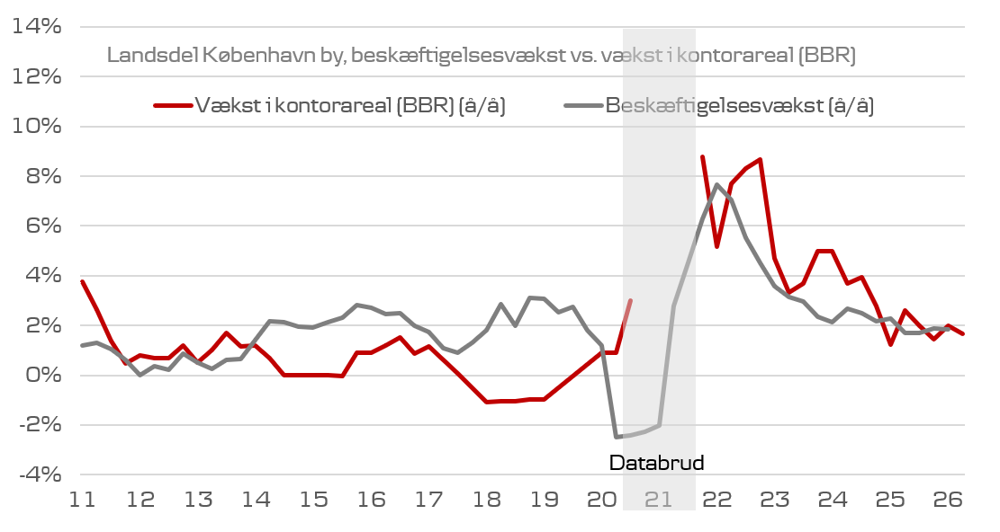 14%
Landsdel København by, beskæftigelsesvækst vs. vækst i kontorareal (BBR)
12%
Vækst i kontorareal (BBR) (å/å) Beskæftigelsesvækst (å/å)
10%
8%
6%
4%
2%
0%
-2%
Databrud
-4%
11 12 13 14 15 16 17 18 19 20 21 22 23 24 25 26